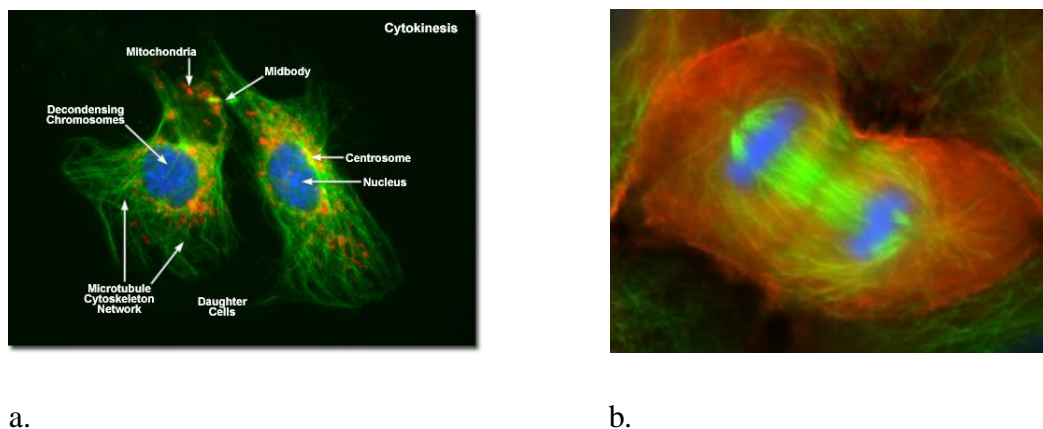 Cytokinesis
Mitochondria
Midbody
Decondensing
Chromosomes
Centrosome
Nucleus
Microtubule
Cytoskeleton
Network
Daughter
Cells
a.
b.